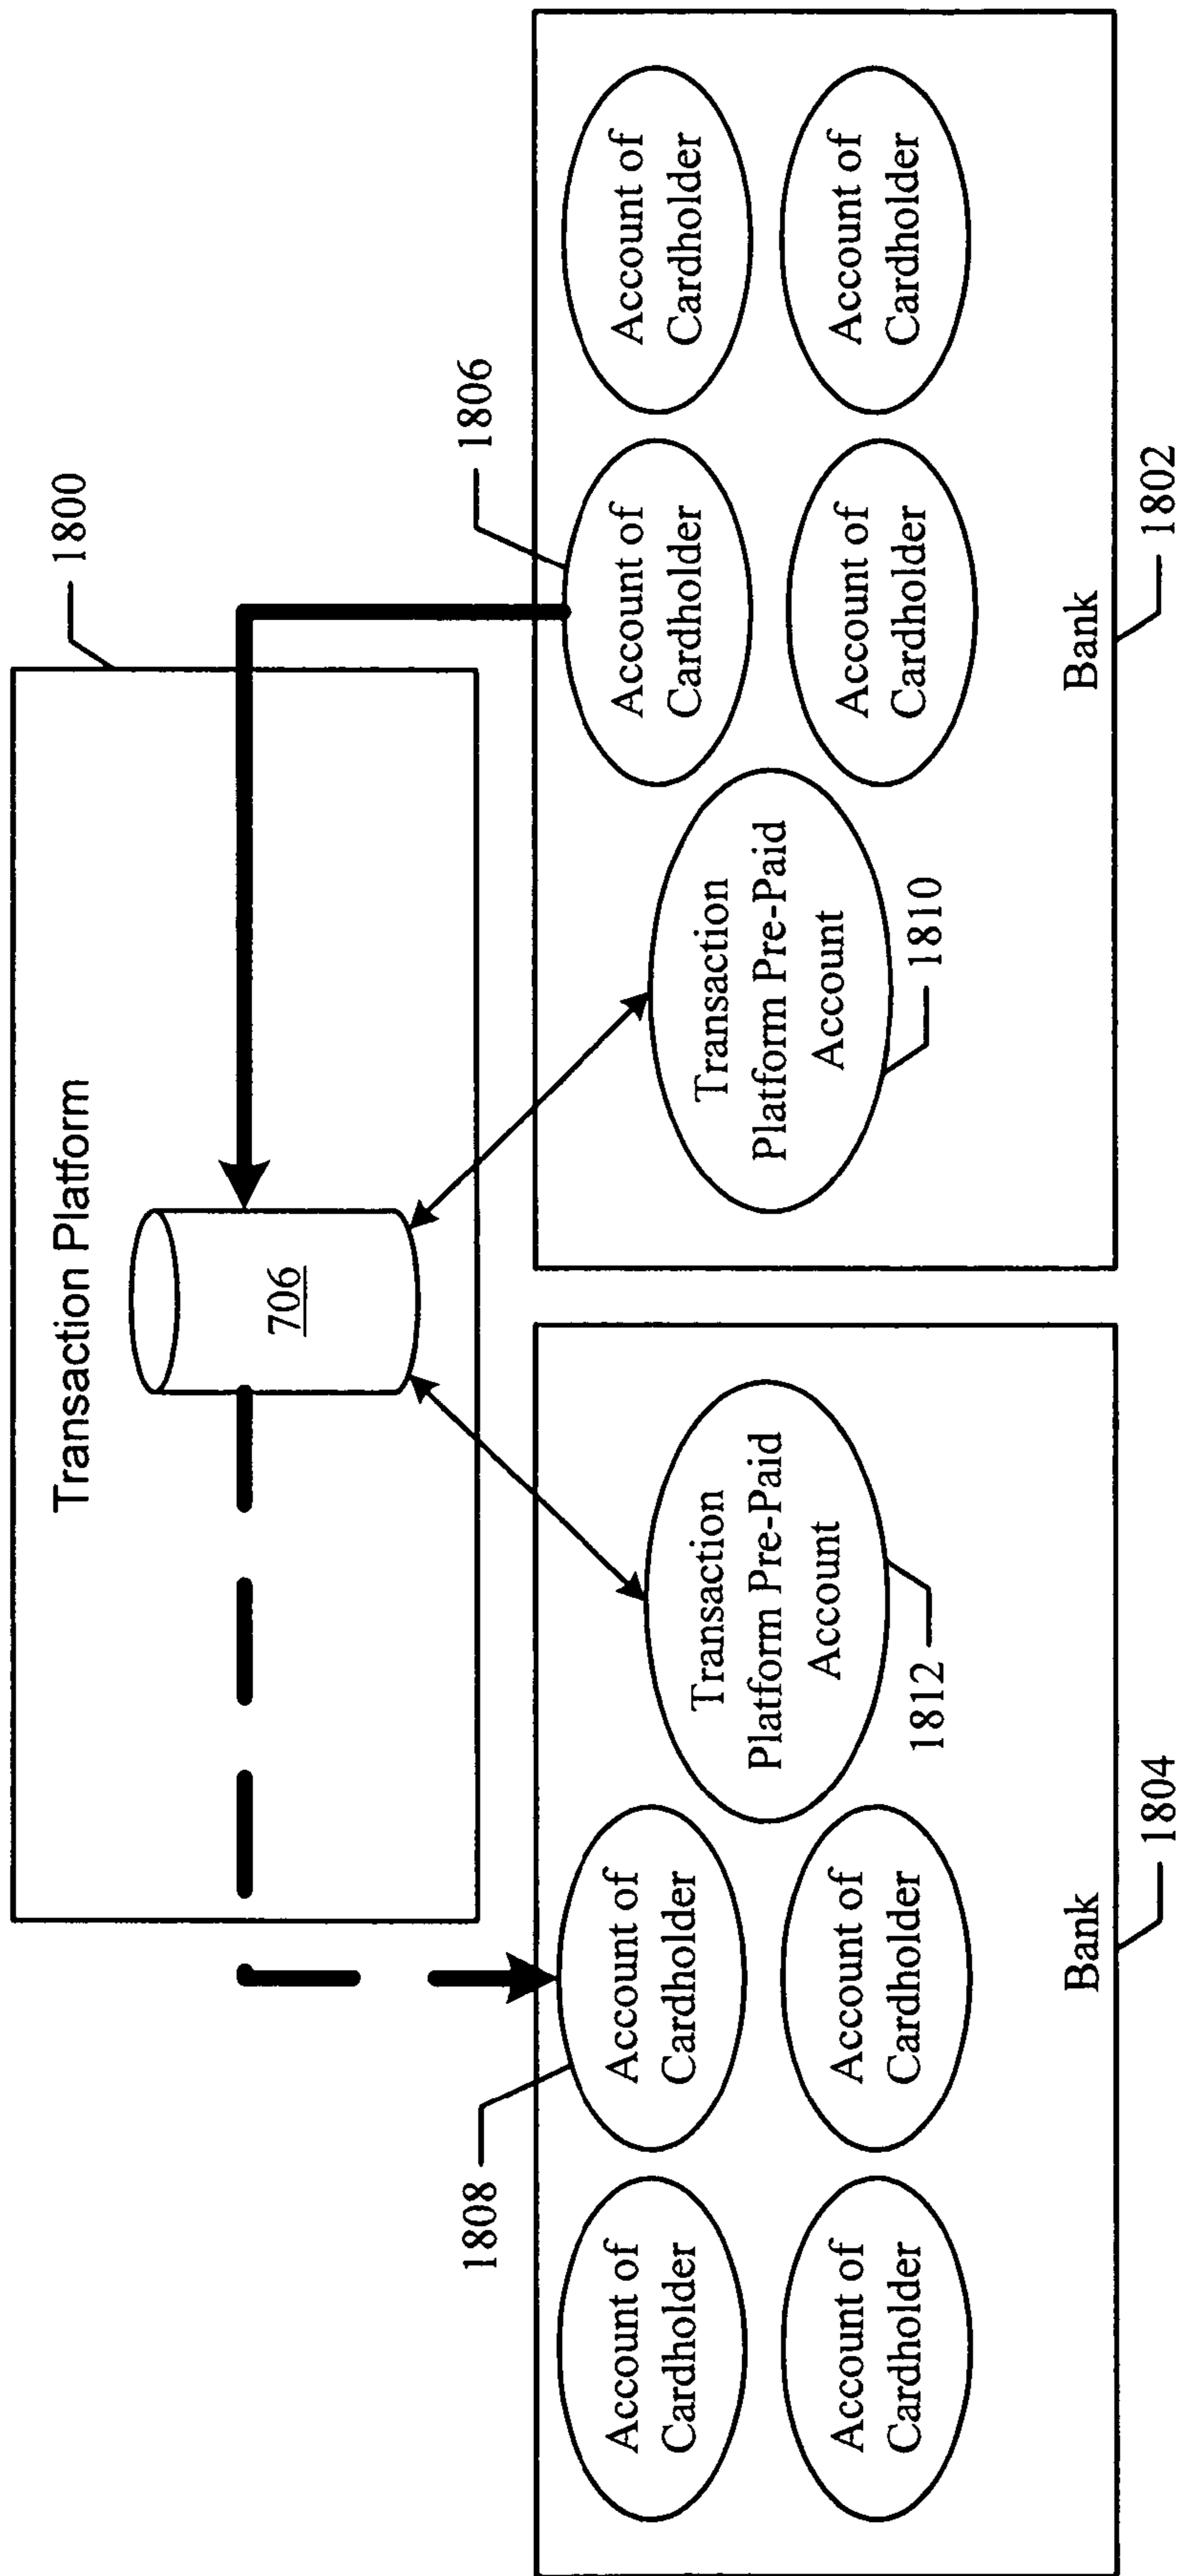 Transaction Platform
1800
706
1806
1808
Account of
Cardholder
Account of
Cardholder
Transaction
Platform Pre-Paid
Account
1812
Account of
Cardholder
Account of
Cardholder
Bank
1804
Transaction
Platform Pre-Paid
Account
1810
Account of
Cardholder
Account of
Cardholder
Account of
Cardholder
Account of
Cardholder
Bank
1802